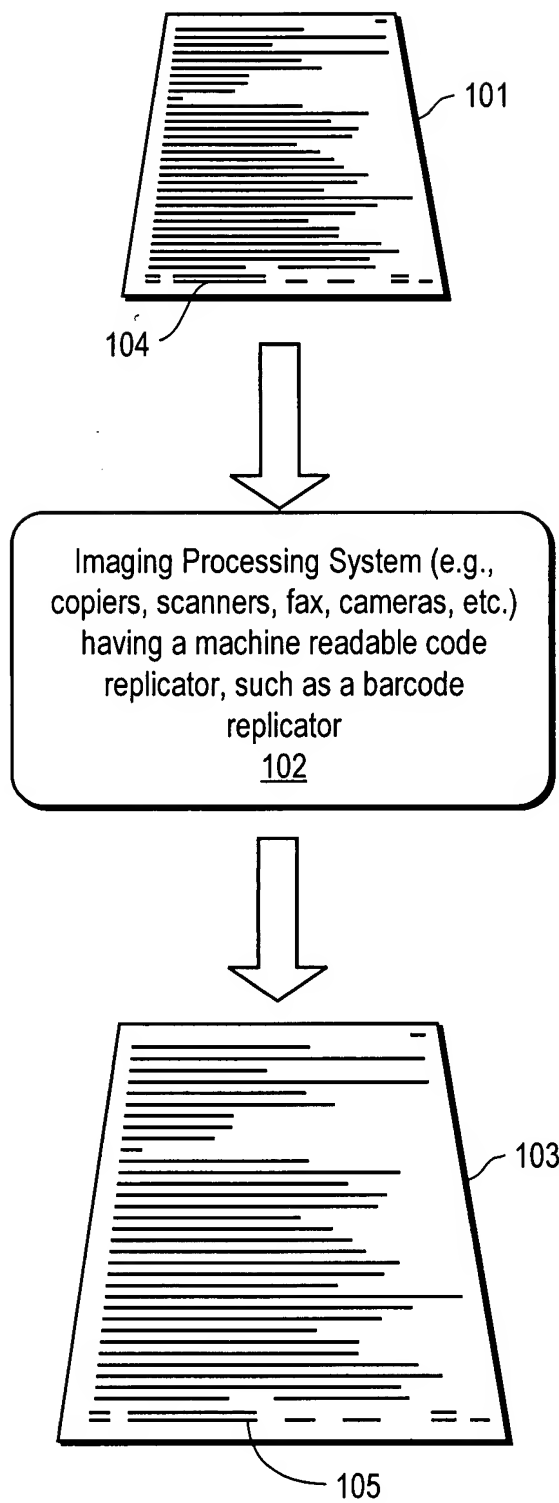 101
104
Imaging Processing System (e.g.,
copiers, scanners, fax, cameras, etc.)
having a machine readable code
replicator, such as a barcode
replicator
102
103
105